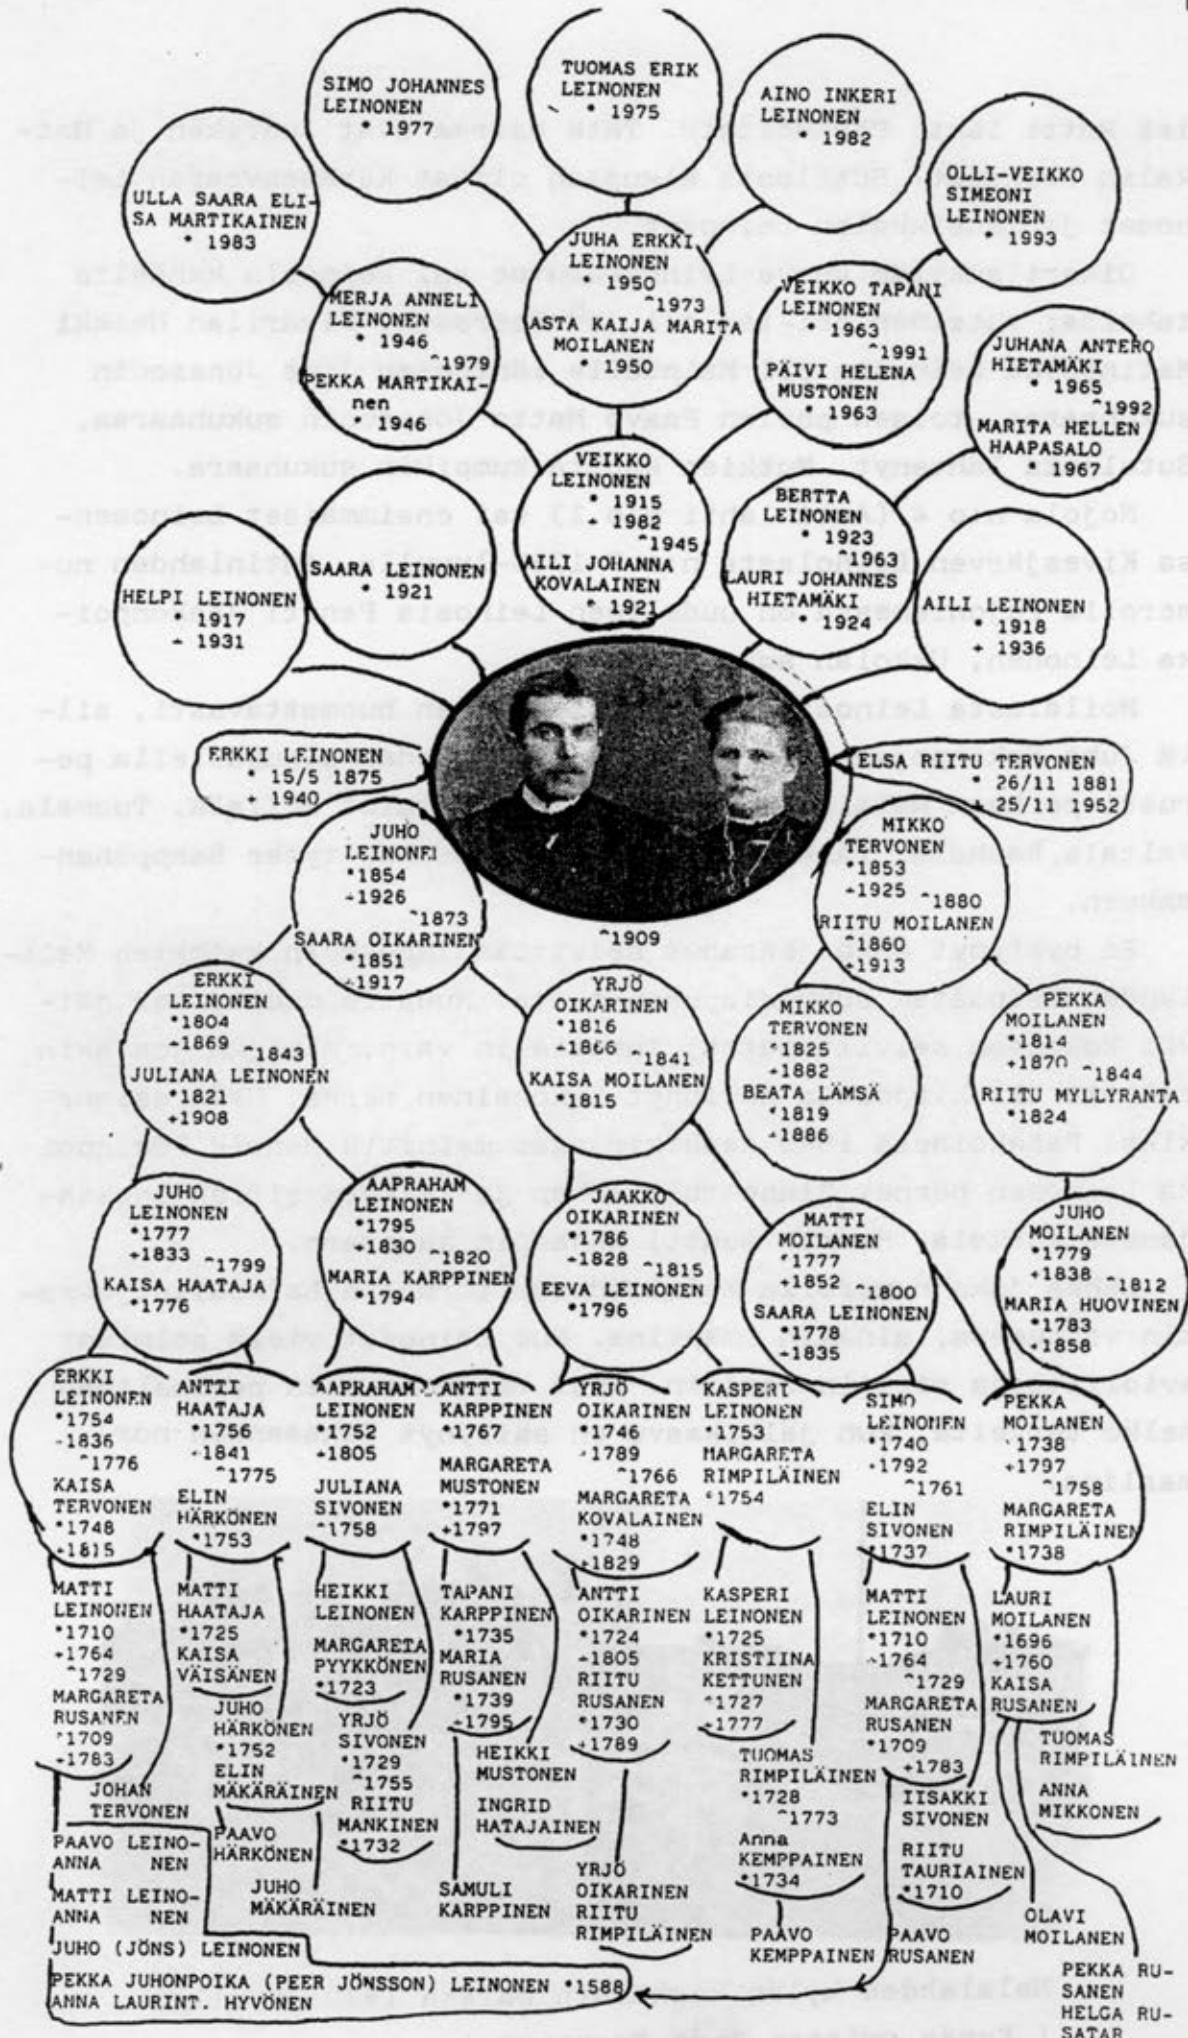 SIMO JOHANNES
LEINONEN
* 1977
TUOMAS ERIK
LEINONEN
* 1975
AINO INKERI
LEINONEN
* 1982
ULLA SAARA ELI-
SA MARTIKAINEN
* 1983
OLLI-VEIKKO
SIMEONI
LEINONEN
* 1993
MERJA ANNELI
LEINONEN
* 1946
^1979
PEKKA MARTIKAI-
nen
* 1946
JUHA ERKKI
LEINONEN
* 1950
^1973
ASTA KAIJA MARITA
MOILANEN
* 1950
VEIKKO TAPANI
LEINONEN
* 1963
^1991
PÄIVI HELENA
MUSTONEN
* 1963
JUHANA ANTERO
HIETAMÄKI
* 1965
^1992
MARITA HELLEN
HAAPASALO
* 1967
HELPI LEINONEN
* 1917
+ 1931
SAARA LEINONEN
* 1921
VEIKKO
LEINONEN
* 1915
+ 1982
^1945
AILI JOHANNA
KOVALAINEN
* 1921
BERTTA
LEINONEN
* 1923
^1963
LAURI JOHANNES
HIETAMÄKI
* 1924
AILI LEINONEN
* 1918
+ 1936
ERKKI LEINONEN
* 15/5 1875
1940
ELSA RIITU TERVONEN
* 26/11 1881
+ 25/11 1952
^1909
JUHO
LEINONEN
*1854
+1926
^1873
SAARA OIKARINEN
*1851
+1917
MIKKO
TERVONEN
*1853
+1925
^1880
RIITU MOILANEN
*1860
+1913
ERKKI
LEINONEN
*1804
+1869
^1843
JULIANA LEINONEN
*1821
+1908
YRJÖ
OIKARINEN
*1816
+1866
^1841
KAISA MOILANEN
*1815
MIKKO
TERVONEN
*1825
+1882
BEATA LÄMSÄ
*1819
+1886
PEKKA
MOILANEN
*1814
+1870
^1844
RIITU MYLLYRANTA
*1824
JUHO
LEINONEN
*1777
+1833
^1799
KAISA HAATAJA
*1776
AAPRAHAM
LEINONEN
*1795
+1830
^1820
MARIA KARPPINEN
*1794
JAAKKO
OIKARINEN
*1786
+1828
^1815
EEVA LEINONEN
*1796
MATTI
MOILANEN
*1777
+1852
^1800
SAARA LEINONEN
*1778
+1835
JUHO
MOILANEN
*1779
+1838
^1812
MARIA HUOVINEN
*1783
+1858
ERKKI
LEINONEN
*1754
-1836
^1776
KAISA
TERVONEN
*1748
+1815
ANTTI
HAATAJA
*1756
+1841
^1775
ELIN
HÄRKÖNEN
*1753
AAPRAHAM
LEINONEN
*1752
+1805
JULIANA
SIVONEN
*1758
ANTTI
KARPPINEN
*1767
MARGARETA
MUSTONEN
*1771
+1797
YRJÖ
OIKARINEN
*1746
+1789
^1766
MARGARETA
KOVALAINEN
*1748
+1829
KASPERI
LEINONEN
*1753
MARGARETA
RIMPILÄINEN
*1754
SIMO
LEINONEN
*1740
+1792
^1761
ELIN
SIVONEN
*1737
PEKKA
MOILANEN
*1738
+1797
^1758
MARGARETA
RIMPILÄINEN
*1738
MATTI
LEINONEN
*1710
+1764
^1729
MARGARETA
RUSANEN
*1709
+1783
MATTI
HAATAJA
*1725
KAISA
VÄISÄNEN
HEIKKI
LEINONEN
MARGARETA
PYYKKÖNEN
*1723
TAPANI
KARPPINEN
*1735
MARIA
RUSANEN
*1739
+1795
ANTTI
OIKARINEN
*1724
+1805
RIITU
RUSANEN
*1730
+1789
KASPERI
LEINONEN
*1725
KRISTIINA
KETTUNEN
*1727
+1777
MATTI
LEINONEN
*1710
+1764
^1729
MARGARETA
RUSANEN
*1709
+1783
LAURI
MOILANEN
*1696
+1760
KAISA
RUSANEN
JOHAN
TERVONEN
JUHO
HÄRKÖNEN
*1752
ELIN
MÄKÄRÄINEN
YRJÖ
SIVONEN
*1729
^1755
RIITU
MANKINEN
*1732
HEIKKI
MUSTONEN
INGRID
HATAJAINEN
TUOMAS
RIMPILÄINEN
*1728
^1773
Anna
KEMPPAINEN
*1734
IISAKKI
SIVONEN
RIITU
TAURIAINEN
*1710
TUOMAS
RIMPILÄINEN
ANNA
MIKKONEN
PAAVO LEINO-
ANNA NEN
MATTI LEINO-
ANNA NEN
PAAVO
HÄRKÖNEN
JUHO
MÄKÄRÄINEN
SAMULI
KARPPINEN
YRJÖ
OIKARINEN
RIITU
RIMPILÄINEN
PAAVO
KEMPPAINEN
PAAVO
RUSANEN
OLAVI
MOILANEN
PEKKA RU-
SANEN
HELGA RU-
SATAR
JUHO (JÖNS) LEINONEN
PEKKA JUHONPOIKA (PEER JÖNSSON) LEINONEN *1588
ANNA LAURINT. HYVÖNEN